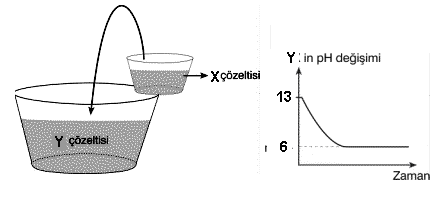 X çözeltisi
Y çözeltisi
Y : in pH değişimi
13
6
Zaman